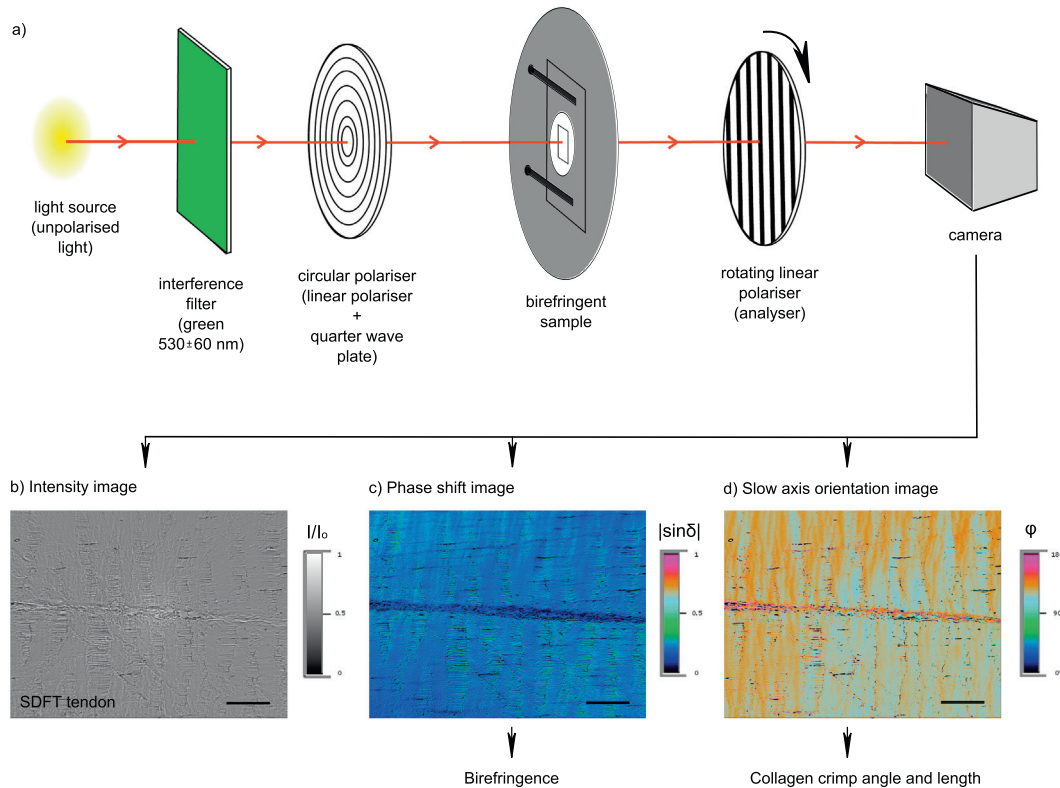 a)
light source
(unpolarised
light)
interference
filter
(green
530±60 nm)
circular polariser
(linear polariser
+
quarter wave
plate)
birefringent
sample
rotating linear
polariser
(analyser)
camera
b) Intensity image
I/Iₒ
1
0.5
0
SDFT tendon
c) Phase shift image
|sinδ|
1
0.5
0
d) Slow axis orientation image
φ
18
90
0
Birefringence
Collagen crimp angle and length